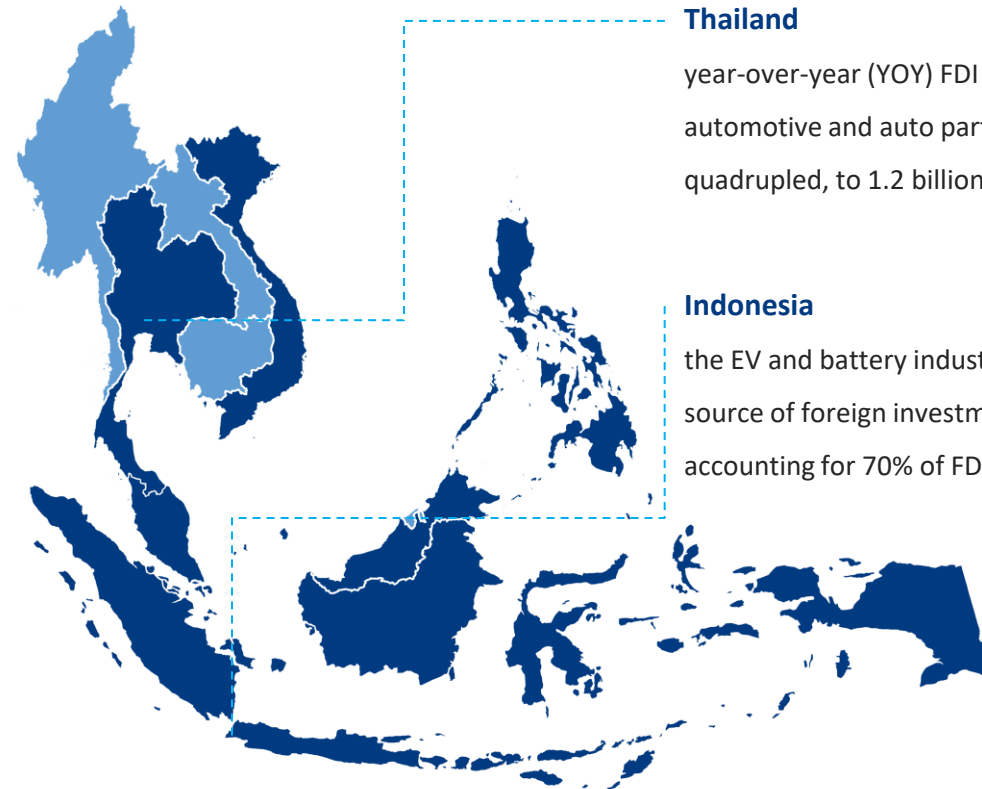 Thailand
year-over-year (YOY) FDI
automotive and auto part
quadrupled, to 1.2 billion
Indonesia
the EV and battery indust
source of foreign investm
accounting for 70% of FD